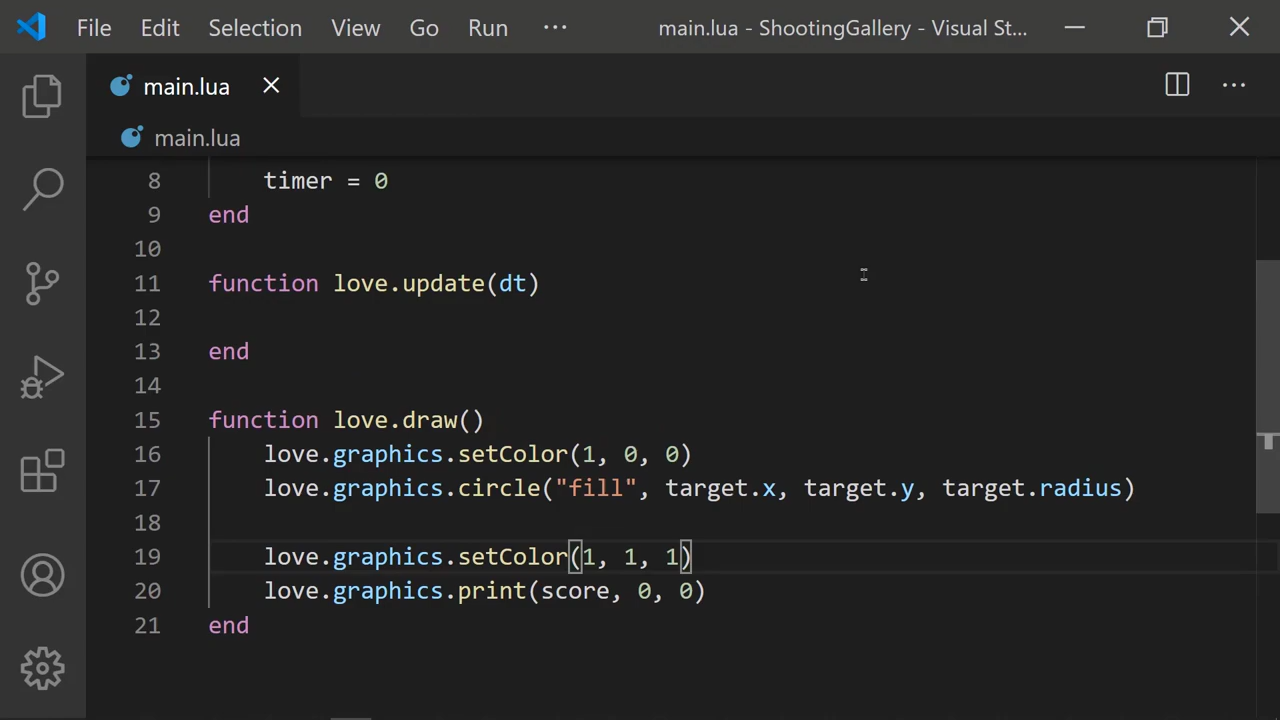 File Edit Selection View Go Run ··· main.lua - ShootingGallery - Visual St...
main.lua
main.lua
8 timer = 0
9 end
10
11 function love.update(dt)
12
13 end
14
15 function love.draw()
16 love.graphics.setColor(1, 0, 0)
17 love.graphics.circle("fill", target.x, target.y, target.radius)
18
19 love.graphics.setColor(1, 1, 1)
20 love.graphics.print(score, 0, 0)
21 end